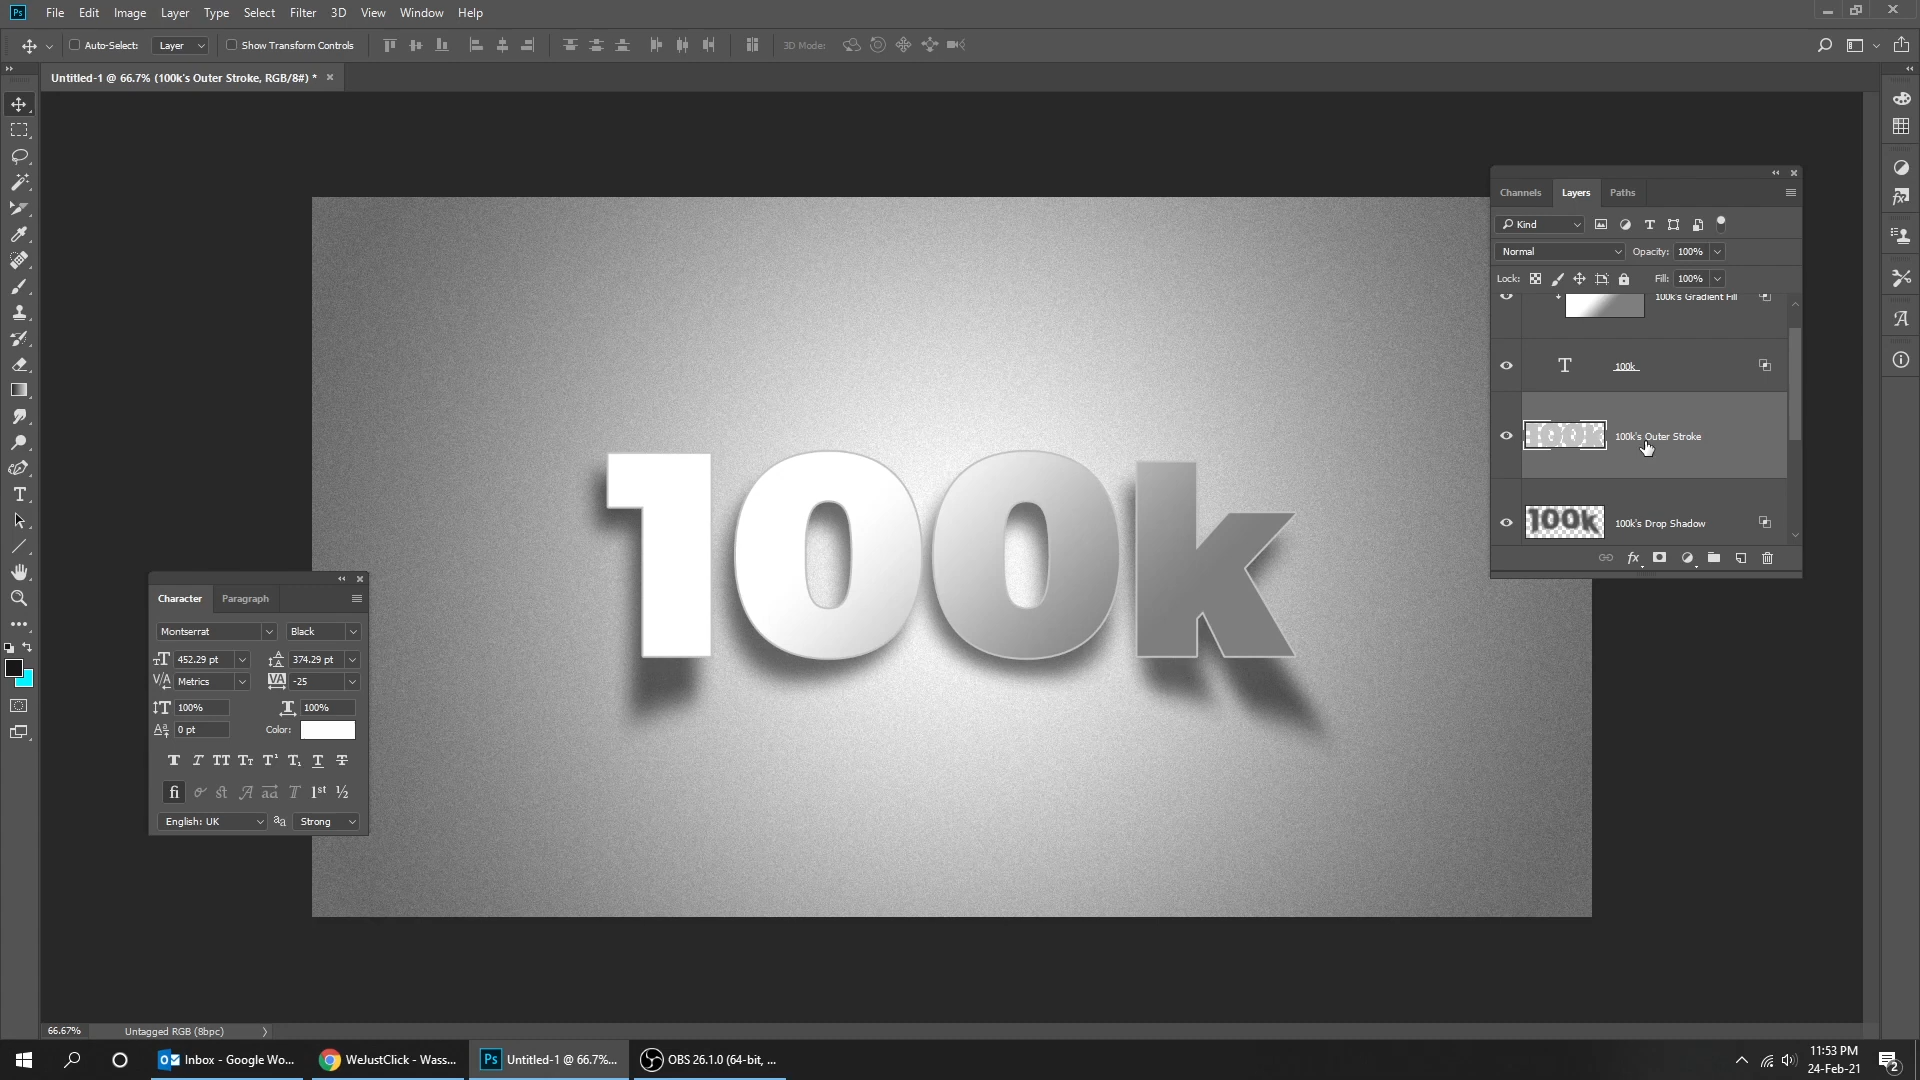 Ps File Edit Image Layer Type Select Filter 3D View Window Help
Auto-Select: Layer Show Transform Controls 3D Mode:
Untitled-1 @ 66.7% (100k's Outer Stroke, RGB/8#) * ×
Channels Layers Paths
Kind
Normal Opacity: 100%
Lock: Fill: 100%
100k's Gradient Fill
100k
100k's Outer Stroke
100k's Drop Shadow
100k
Character Paragraph
Montserrat Black
452.29 pt 374.29 pt
Metrics -25
100% 100%
0 pt Color:
English: UK Strong
66.67% Untagged RGB (8bpc)
Inbox - Google Wo... WeJustClick - Wass... Untitled-1 @ 66.7%... OBS 26.1.0 (64-bit, ...
11:53 PM
24-Feb-21
2